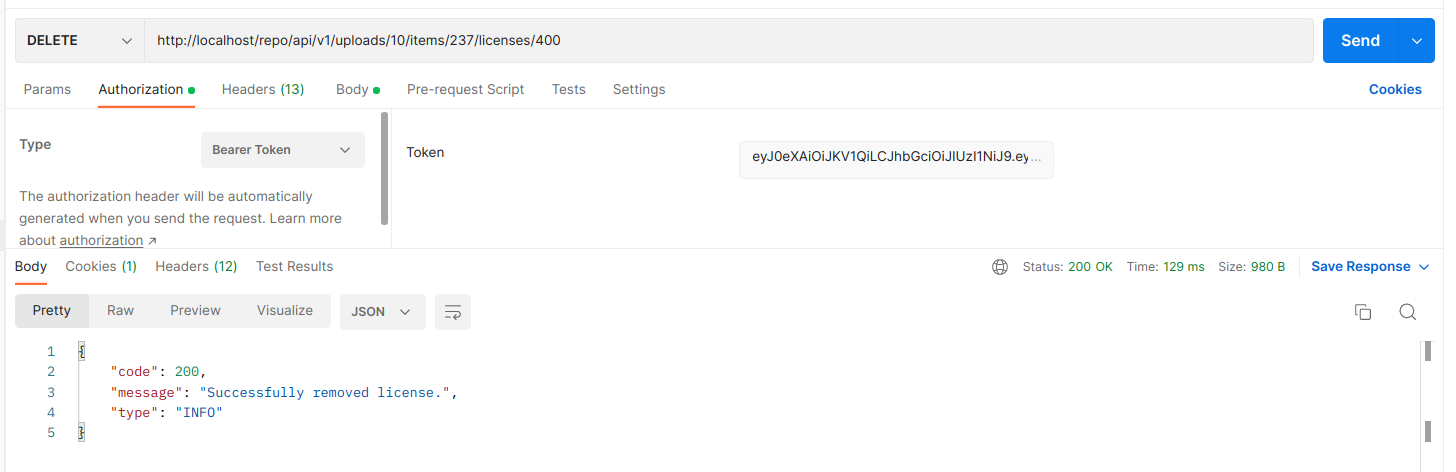 DELETE http://localhost/repo/api/v1/uploads/10/items/237/licenses/400 Send
Params Authorization Headers (13) Body Pre-request Script Tests Settings Cookies
Type Bearer Token Token eyJ0eXAiOiJKV1QiLCJhbGciOiJIUzI1NiJ9.ey...
The authorization header will be automatically
generated when you send the request. Learn more
about authorization ↗
Body Cookies (1) Headers (12) Test Results Status: 200 OK Time: 129 ms Size: 980 B Save Response
Pretty Raw Preview Visualize JSON
1 {
2 "code": 200,
3 "message": "Successfully removed license.",
4 "type": "INFO"
5 }